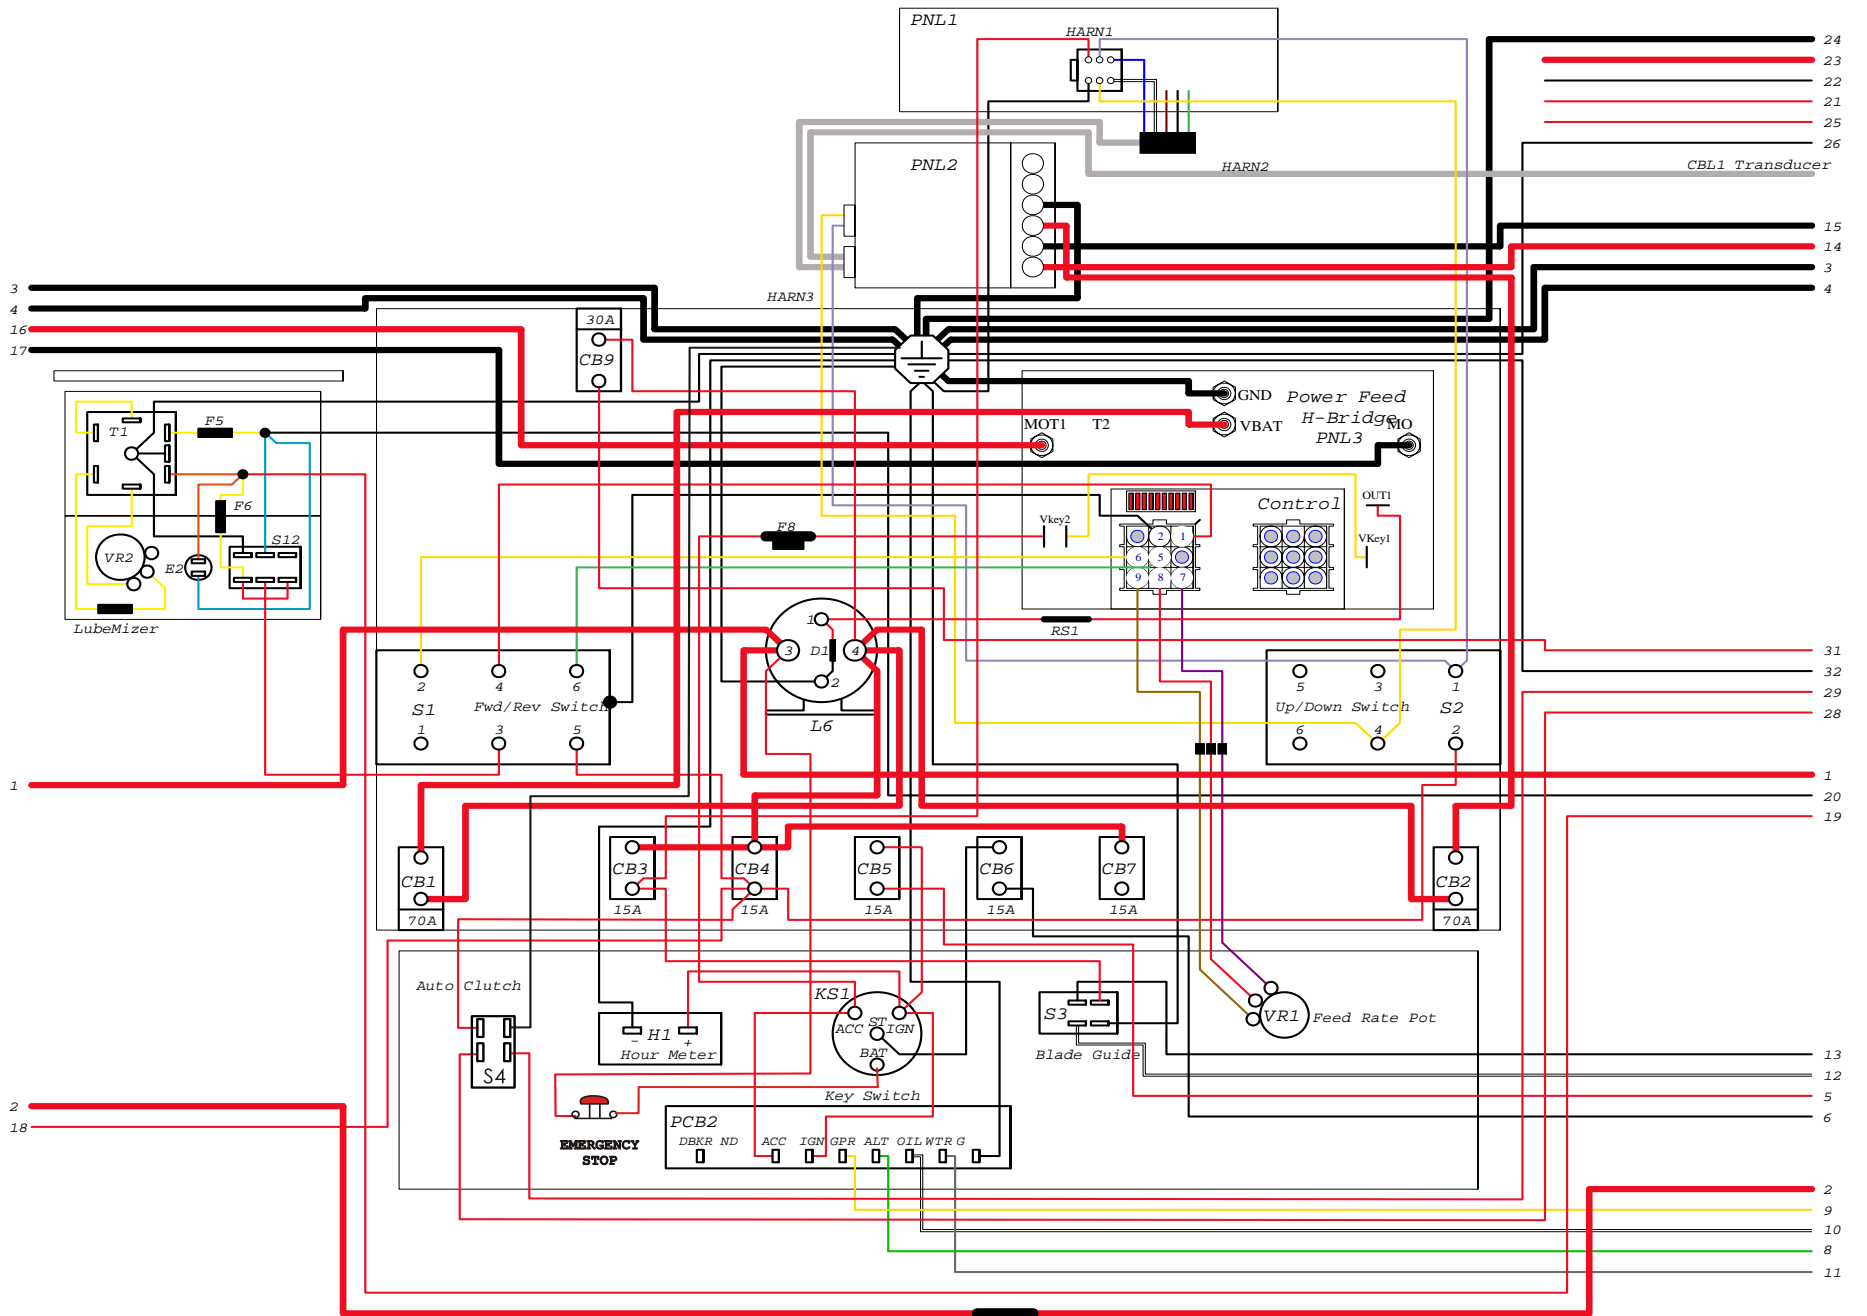 PNL1
HARN1
24
23
22
21
25
26
PNL2
HARN2
CBL1 Transducer
15
14
3
4
3
4
16
17
HARN3
30A
CB9
GND
VBAT
Power Feed
H-Bridge
PNL3
MOT1
T2
MO
T1
F5
F6
S12
VR2
E2
LubeMizer
F8
Vkey2
Control
OUT1
VKey1
2
1
6
5
9
8
7
RS1
1
3
D1
4
2
L6
2
4
6
S1
Fwd/Rev Switch
1
3
5
5
3
1
Up/Down Switch
S2
6
4
2
31
32
29
28
1
1
20
19
CB1
70A
CB3
15A
CB4
15A
CB5
15A
CB6
15A
CB7
15A
CB2
70A
Auto Clutch
S4
-
H1
+
Hour Meter
KS1
ACC
ST
IGN
BAT
Key Switch
S3
Blade Guide
VR1
Feed Rate Pot
13
12
5
6
2
18
EMERGENCY
STOP
PCB2
DBKR ND ACC IGN GPR ALT OIL WTR G
2
9
10
8
11